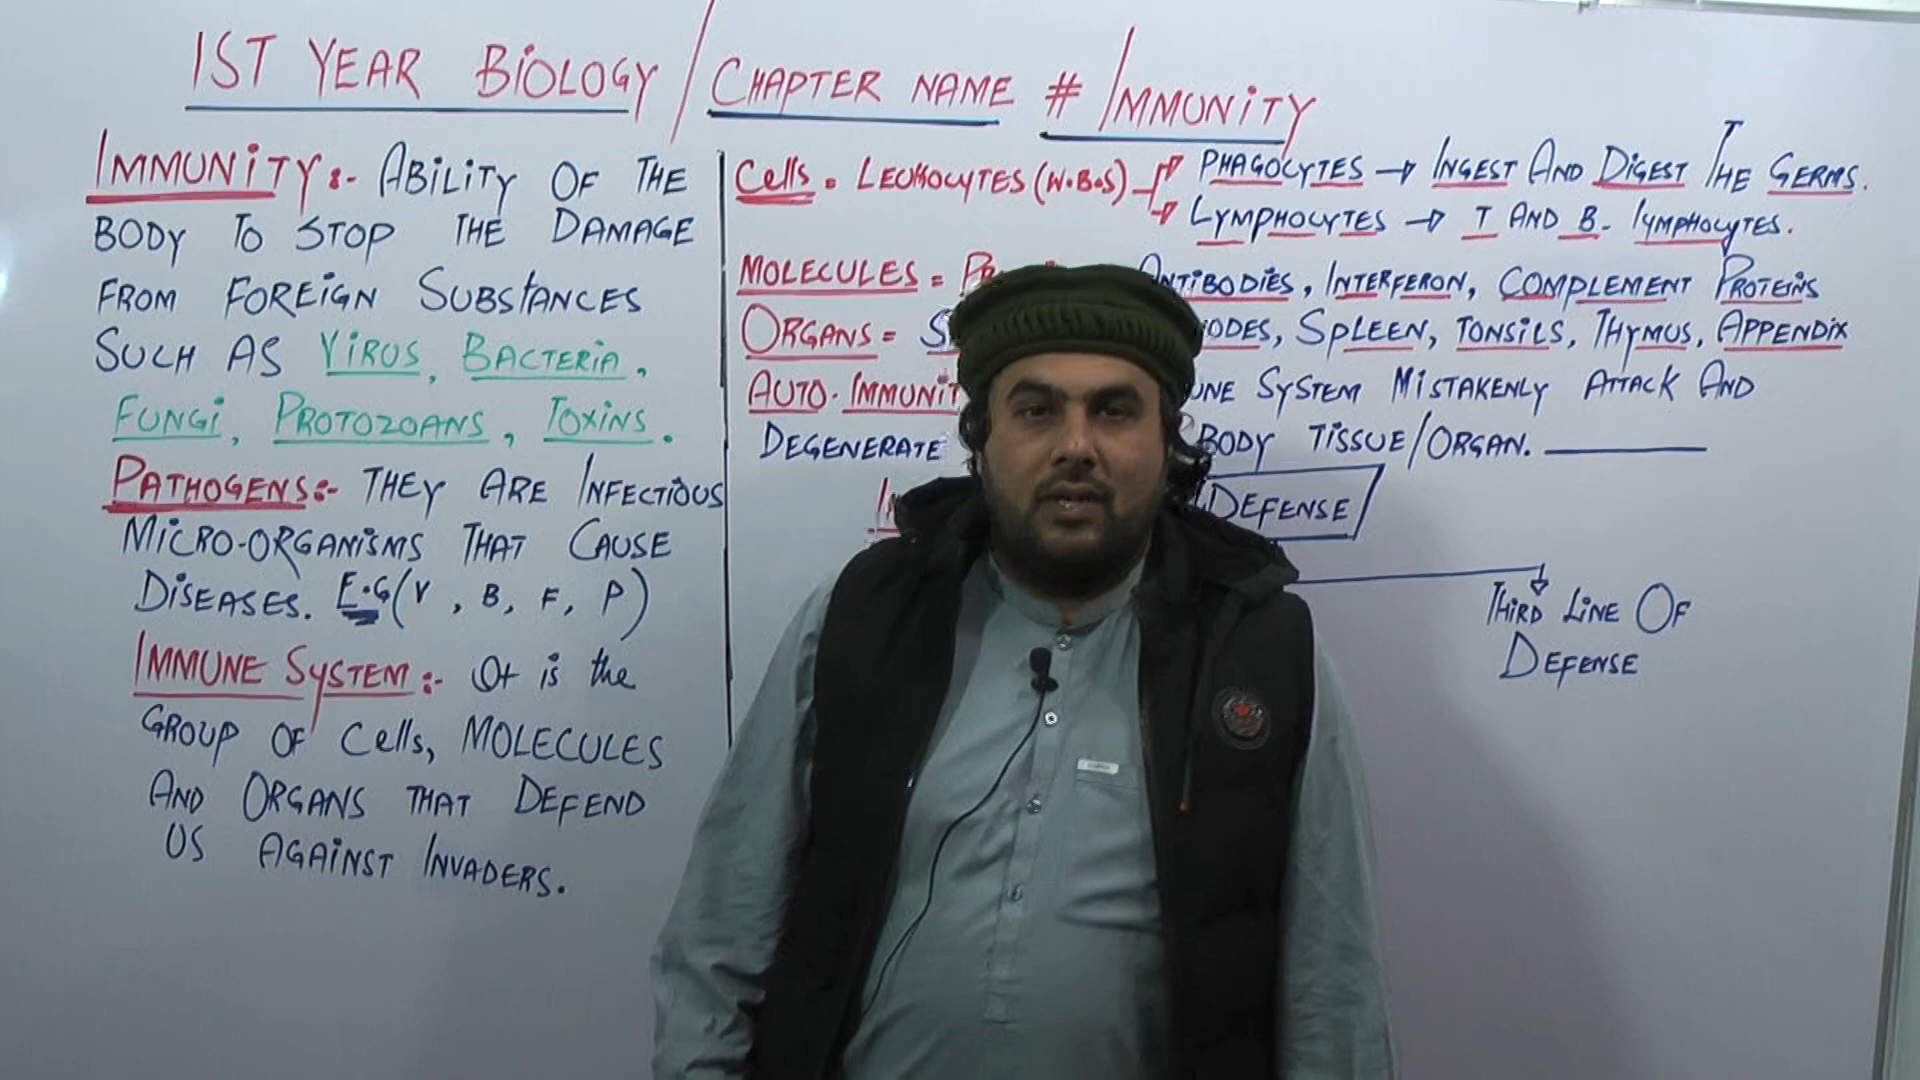 1ST YEAR BIOLOGY / CHAPTER NAME # IMMUNITY
IMMUNITY:- ABILITY OF THE
BODY TO STOP THE DAMAGE
FROM FOREIGN SUBSTANCES
SUCH AS VIRUS, BACTERIA,
FUNGI, PROTOZOANS, TOXINS.
PATHOGENS:- THEY ARE INFECTIOUS
MICRO-ORGANISMS THAT CAUSE
DISEASES. E.G (V, B, F, P)
IMMUNE SYSTEM:- It is the
GROUP OF Cells, MOLECULES
AND ORGANS THAT DEFEND
US AGAINST INVADERS.
Cells = LEUKOCYTES (W.B.S) PHAGOCYTES → INGEST AND DIGEST THE GERMS.
LYMPHOCYTES → T AND B- LYMPHOCYTES.
MOLECULES = ANTIBODIES, INTERFERON, COMPLEMENT PROTEINS
ORGANS = SPLEEN, TONSILS, THYMUS, APPENDIX
AUTO-IMMUNIT SYSTEM MISTAKENLY ATTACK AND
DEGENERATE BODY TISSUE/ORGAN.
DEFENSE
THIRD LINE OF
DEFENSE